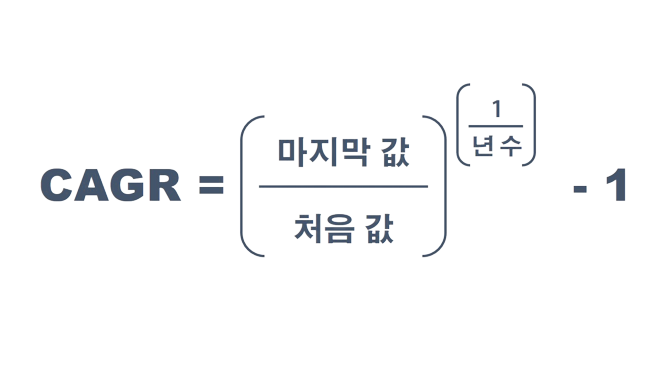 CAGR = ( 마지막 값 / 처음 값 ) ( 1 / 년 수 ) - 1